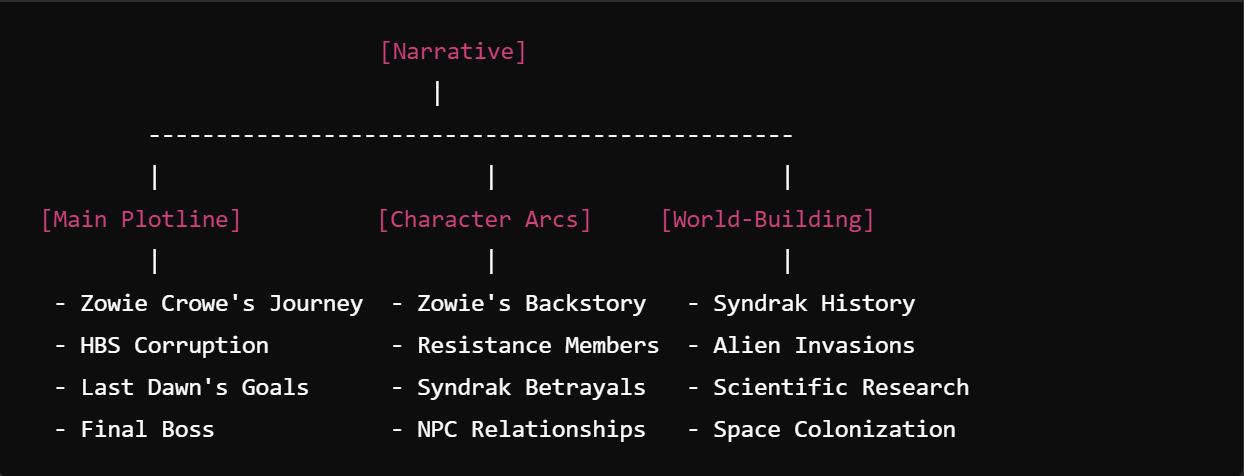 [Narrative]
|
------------------------------------------------
| | |
[Main Plotline] [Character Arcs] [World-Building]
| | |
- Zowie Crowe's Journey - Zowie's Backstory - Syndrak History
- HBS Corruption - Resistance Members - Alien Invasions
- Last Dawn's Goals - Syndrak Betrayals - Scientific Research
- Final Boss - NPC Relationships - Space Colonization